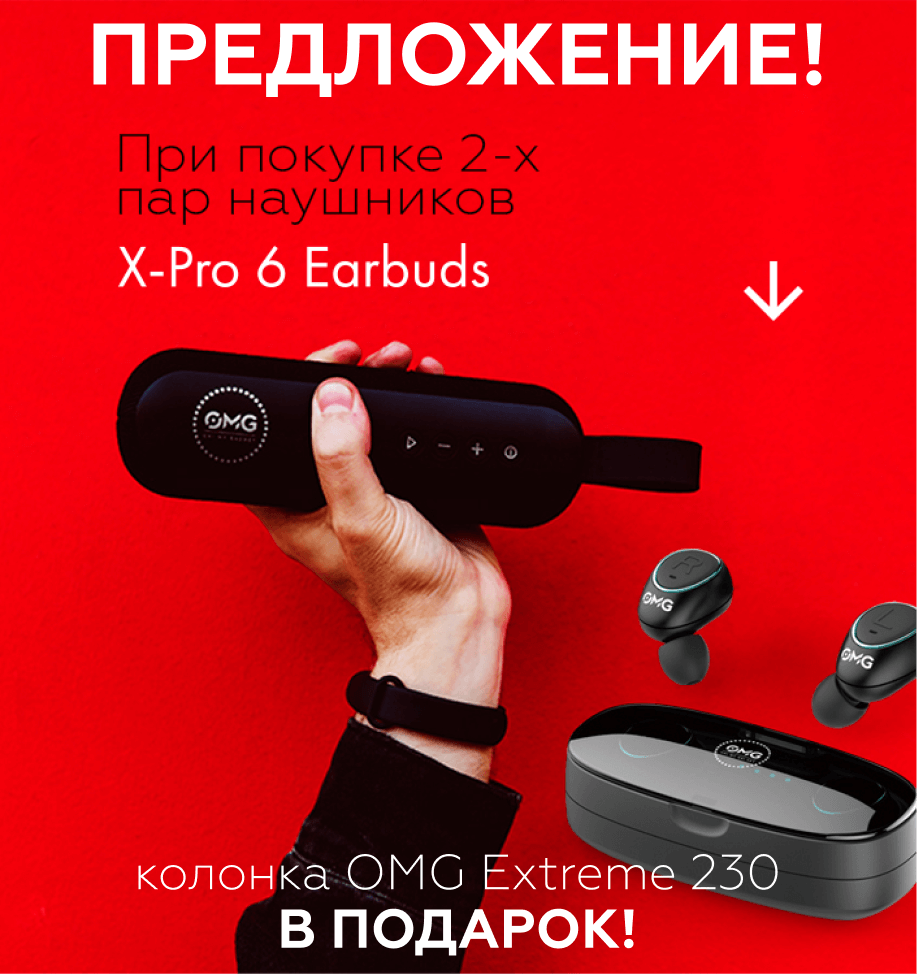 ПРЕДЛОЖЕНИЕ!
При покупке 2-х
пар наушников
X-Pro 6 Earbuds
OMG
R
OMG
L
OMG
OMG
колонка OMG Extreme 230
В ПОДАРОК!